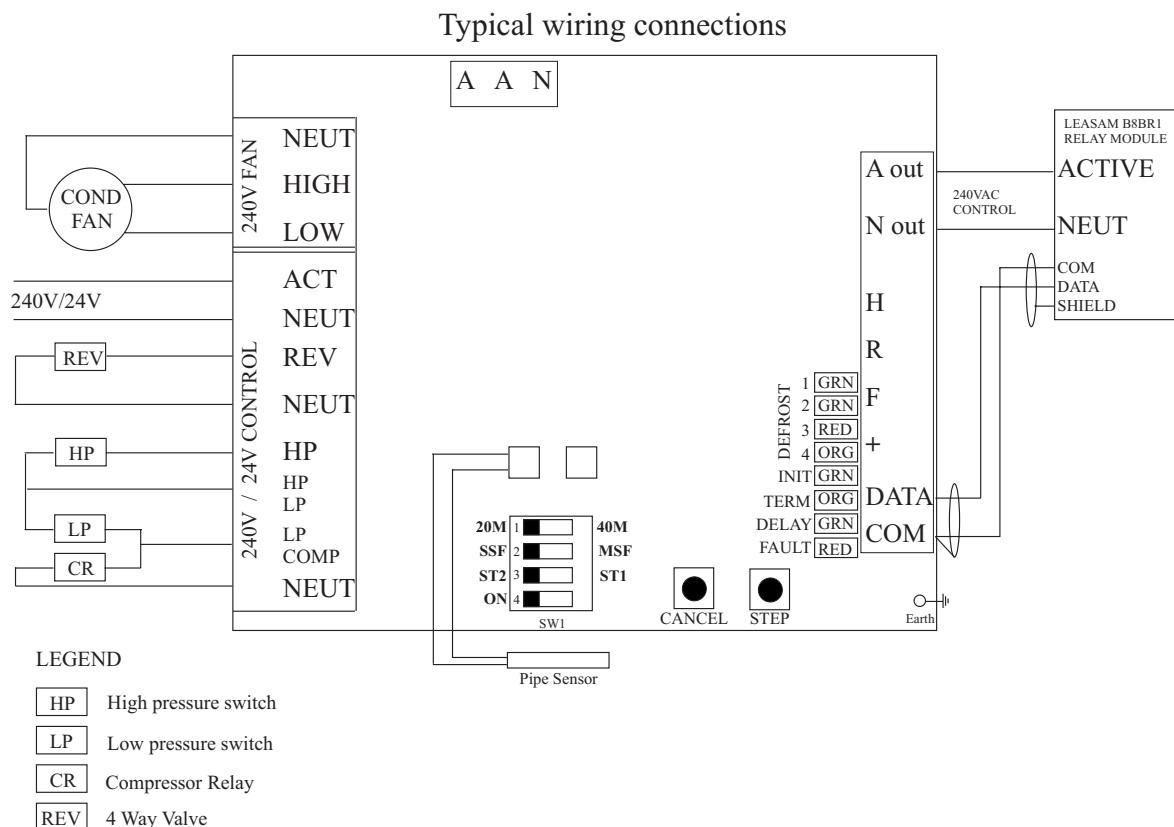 Typical wiring connections
A A N
240V FAN
NEUT
HIGH
LOW
COND
FAN
240V / 24V CONTROL
ACT
240V/24V
NEUT
REV
REV
NEUT
HP
HP
HP
LP
LP
LP
COMP
CR
NEUT
20M 1 40M
SSF 2 MSF
ST2 3 ST1
ON 4
SW1
CANCEL
STEP
Pipe Sensor
DEFROST
1 GRN
2 GRN
3 RED
4 ORG
INIT GRN
TERM ORG
DELAY GRN
FAULT RED
A out
N out
H
R
F
+
DATA
COM
Earth
240VAC
CONTROL
LEASAM B8BR1
RELAY MODULE
ACTIVE
NEUT
COM
DATA
SHIELD
LEGEND
HP High pressure switch
LP Low pressure switch
CR Compressor Relay
REV 4 Way Valve